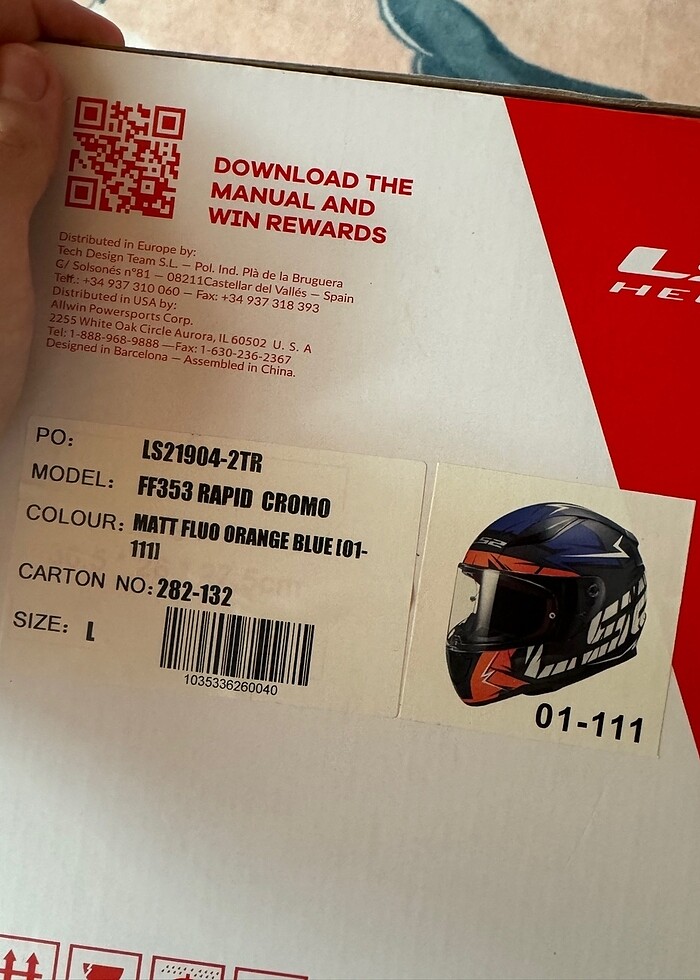 DOWNLOAD THE
MANUAL AND
WIN REWARDS
Distributed in Europe by:
Tech Design Team S.L. — Pol. Ind. Plà de la Bruguera
C/ Solsonés nº81 — 08211Castellar del Vallés — Spain
Telf.: +34 937 310 060 — Fax: +34 937 318 393
Distributed in USA by:
Allwin Powersports Corp.
2255 White Oak Circle Aurora, IL 60502 U. S. A
Tel: 1-888-968-9888 —Fax: 1-630-236-2367
Designed in Barcelona — Assembled in China.
PO: LS21904-2TR
MODEL: FF353 RAPID CROMO
COLOUR: MATT FLUO ORANGE BLUE [01-
111]
CARTON NO: 282-132
SIZE: L
1035336260040
LS2
01-111